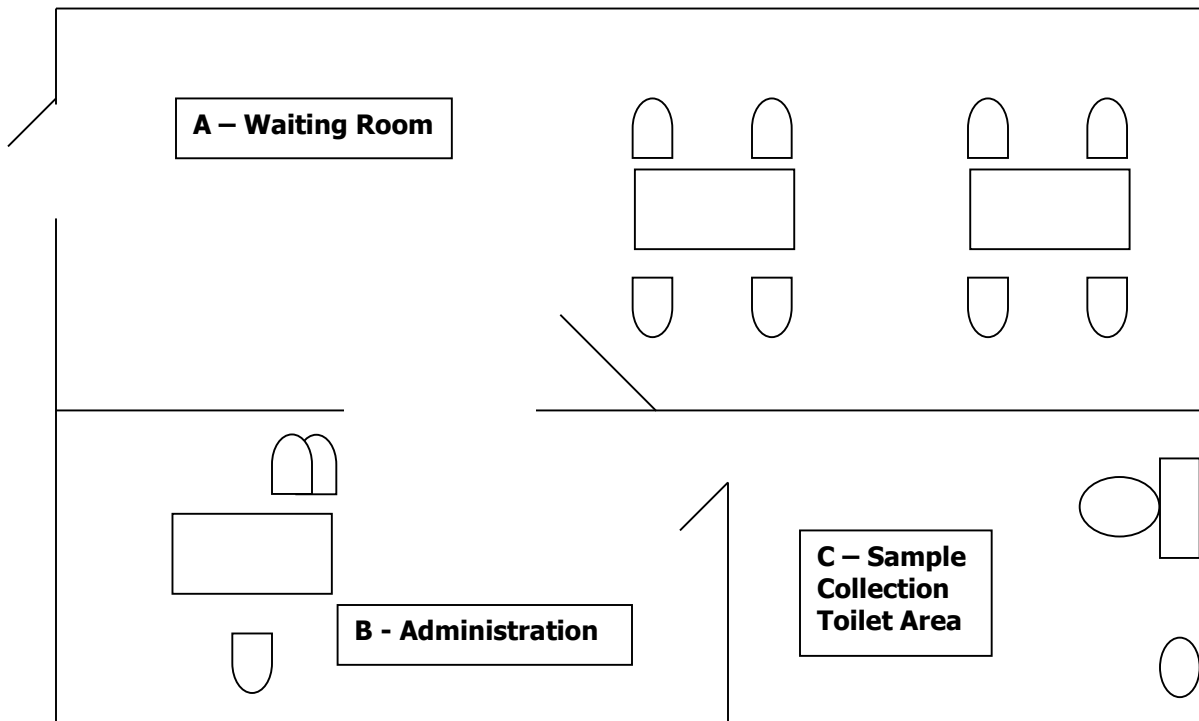 A – Waiting Room
C – Sample
Collection
Toilet Area
B - Administration